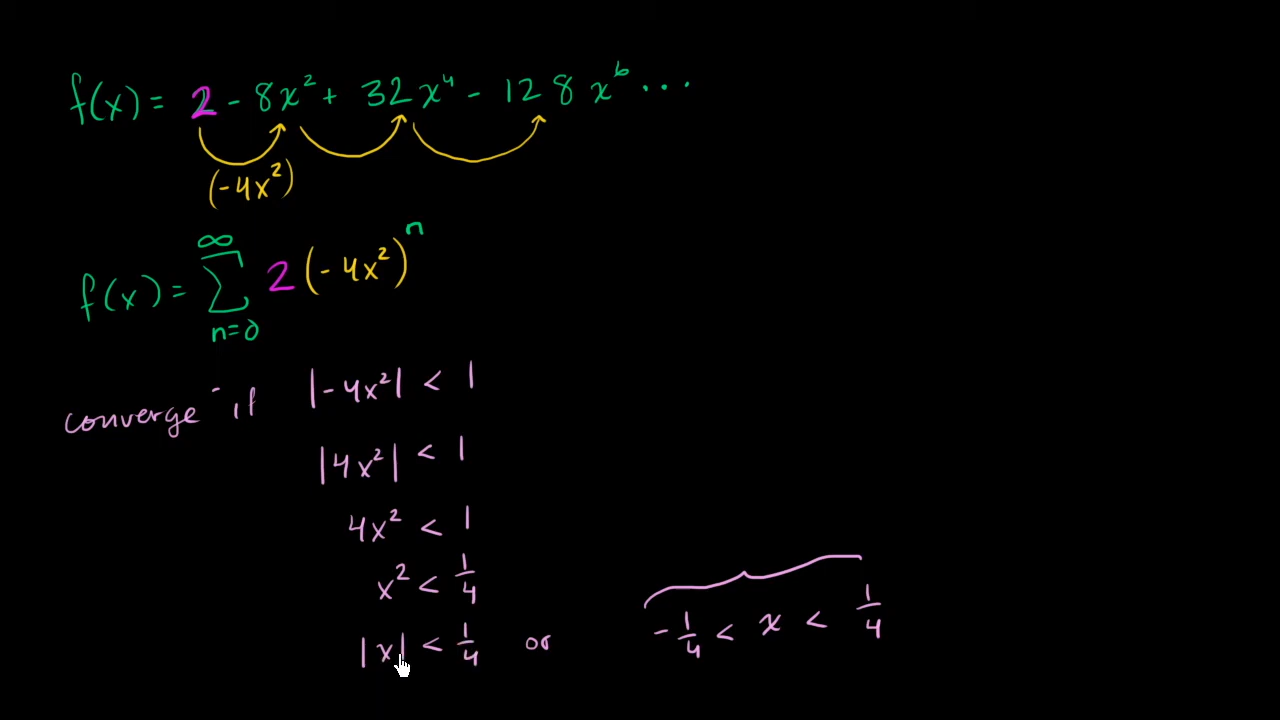 f(x) = 2 - 8x² + 32x⁴ - 128x⁶ ...
(-4x²)
f(x) = ∑ₙ₌₀^∞ 2(-4x²)ⁿ
converge if |-4x²| < 1
|4x²| < 1
4x² < 1
x² < 1/4
|x| < 1/4 or -1/4 < x < 1/4